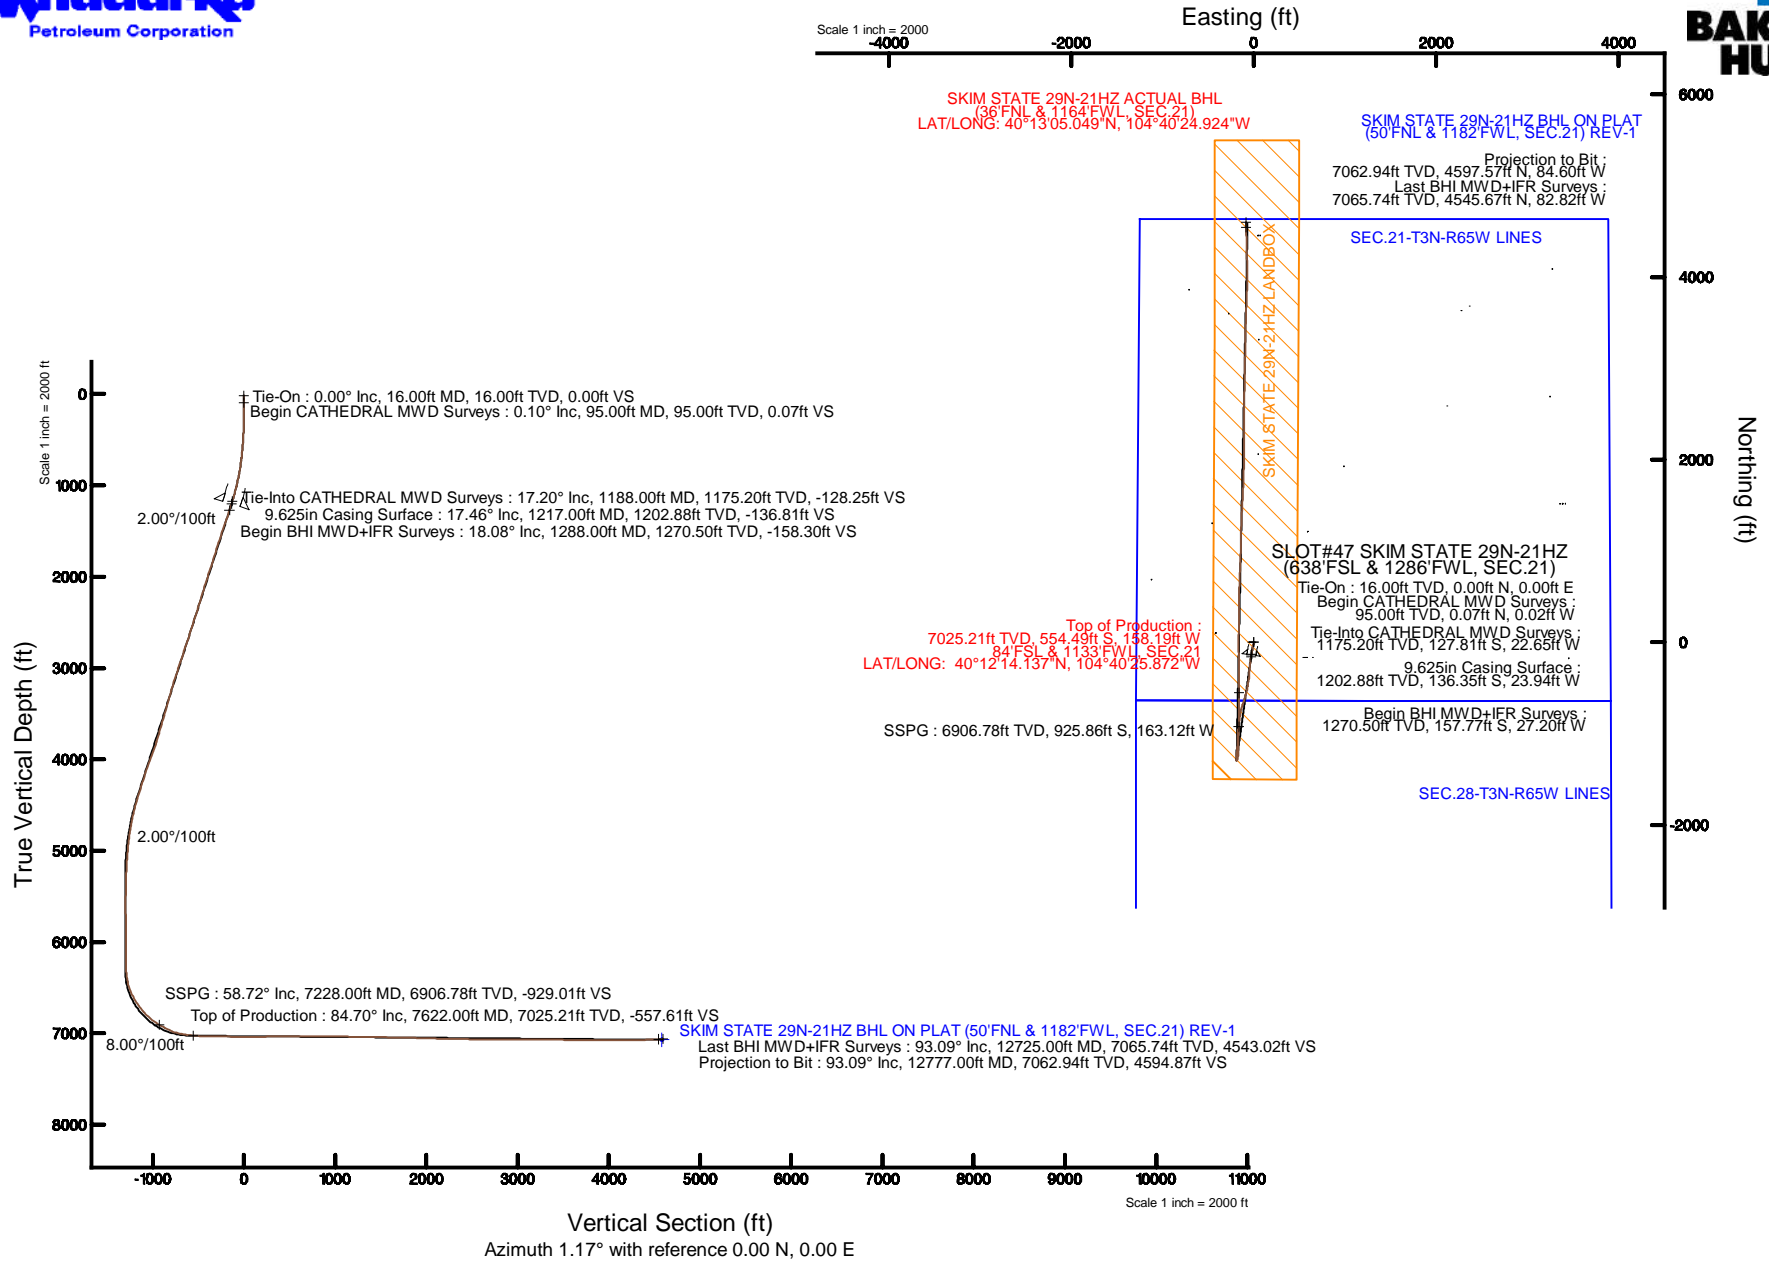 Petroleum Corporation
BAK
HU
Easting (ft)
Scale 1 inch = 2000
-4000
-2000
0
2000
4000
6000
4000
2000
0
-2000
Northing (ft)
SKIM STATE 29N-21HZ ACTUAL BHL
(36'FNL & 1164'FWL, SEC.21)
LAT/LONG: 40°13'05.049"N, 104°40'24.924"W
SKIM STATE 29N-21HZ BHL ON PLAT
(50'FNL & 1182'FWL, SEC.21) REV-1
Projection to Bit :
7062.94ft TVD, 4597.57ft N, 84.60ft W
Last BHI MWD+IFR Surveys :
7065.74ft TVD, 4545.67ft N, 82.82ft W
SEC.21-T3N-R65W LINES
SKIM STATE 29N-21HZ LANDBOX
SLOT#47 SKIM STATE 29N-21HZ
(638'FSL & 1286'FWL, SEC.21)
Tie-On : 16.00ft TVD, 0.00ft N, 0.00ft E
Begin CATHEDRAL MWD Surveys :
95.00ft TVD, 0.07ft N, 0.02ft W
Tie-Into CATHEDRAL MWD Surveys :
1175.20ft TVD, 127.81ft S, 22.65ft W
9.625in Casing Surface :
1202.88ft TVD, 136.35ft S, 23.94ft W
Begin BHI MWD+IFR Surveys :
1270.50ft TVD, 157.77ft S, 27.20ft W
Top of Production :
7025.21ft TVD, 554.49ft S, 158.19ft W
84'FSL & 1133'FWL, SEC.21
LAT/LONG: 40°12'14.137"N, 104°40'25.872"W
SSPG : 6906.78ft TVD, 925.86ft S, 163.12ft W
SEC.28-T3N-R65W LINES
Scale 1 inch = 2000 ft
True Vertical Depth (ft)
0
1000
2000
3000
4000
5000
6000
7000
8000
Tie-On : 0.00° Inc, 16.00ft MD, 16.00ft TVD, 0.00ft VS
Begin CATHEDRAL MWD Surveys : 0.10° Inc, 95.00ft MD, 95.00ft TVD, 0.07ft VS
Tie-Into CATHEDRAL MWD Surveys : 17.20° Inc, 1188.00ft MD, 1175.20ft TVD, -128.25ft VS
2.00°/100ft
9.625in Casing Surface : 17.46° Inc, 1217.00ft MD, 1202.88ft TVD, -136.81ft VS
Begin BHI MWD+IFR Surveys : 18.08° Inc, 1288.00ft MD, 1270.50ft TVD, -158.30ft VS
2.00°/100ft
SSPG : 58.72° Inc, 7228.00ft MD, 6906.78ft TVD, -929.01ft VS
Top of Production : 84.70° Inc, 7622.00ft MD, 7025.21ft TVD, -557.61ft VS
8.00°/100ft
SKIM STATE 29N-21HZ BHL ON PLAT (50'FNL & 1182'FWL, SEC.21) REV-1
Last BHI MWD+IFR Surveys : 93.09° Inc, 12725.00ft MD, 7065.74ft TVD, 4543.02ft VS
Projection to Bit : 93.09° Inc, 12777.00ft MD, 7062.94ft TVD, 4594.87ft VS
-1000
0
1000
2000
3000
4000
5000
6000
7000
8000
9000
10000
11000
Scale 1 inch = 2000 ft
Vertical Section (ft)
Azimuth 1.17° with reference 0.00 N, 0.00 E